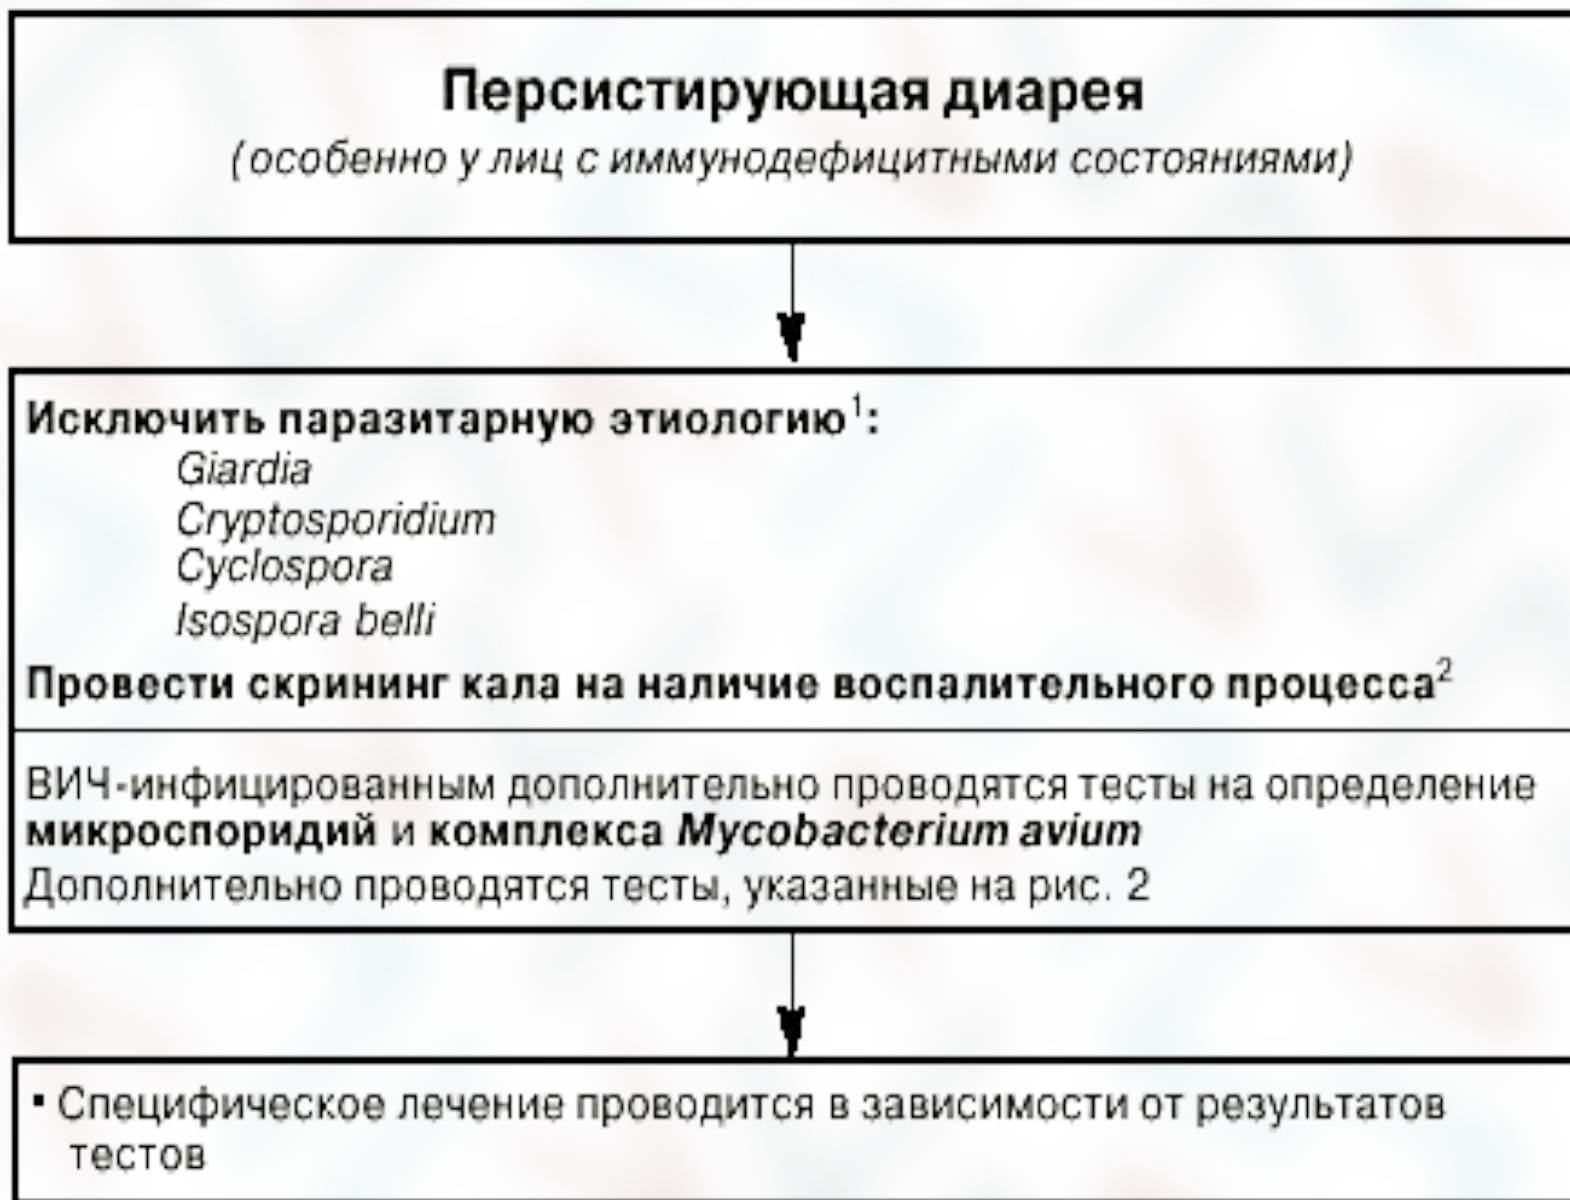 Персистирующая диарея
(особенно у лиц с иммунодефицитными состояниями)
Исключить паразитарную этиологию¹:
Giardia
Cryptosporidium
Cyclospora
Isospora belli
Провести скрининг кала на наличие воспалительного процесса²
ВИЧ-инфицированным дополнительно проводятся тесты на определение
микроспоридий и комплекса Mycobacterium avium
Дополнительно проводятся тесты, указанные на рис. 2
▪ Специфическое лечение проводится в зависимости от результатов
тестов